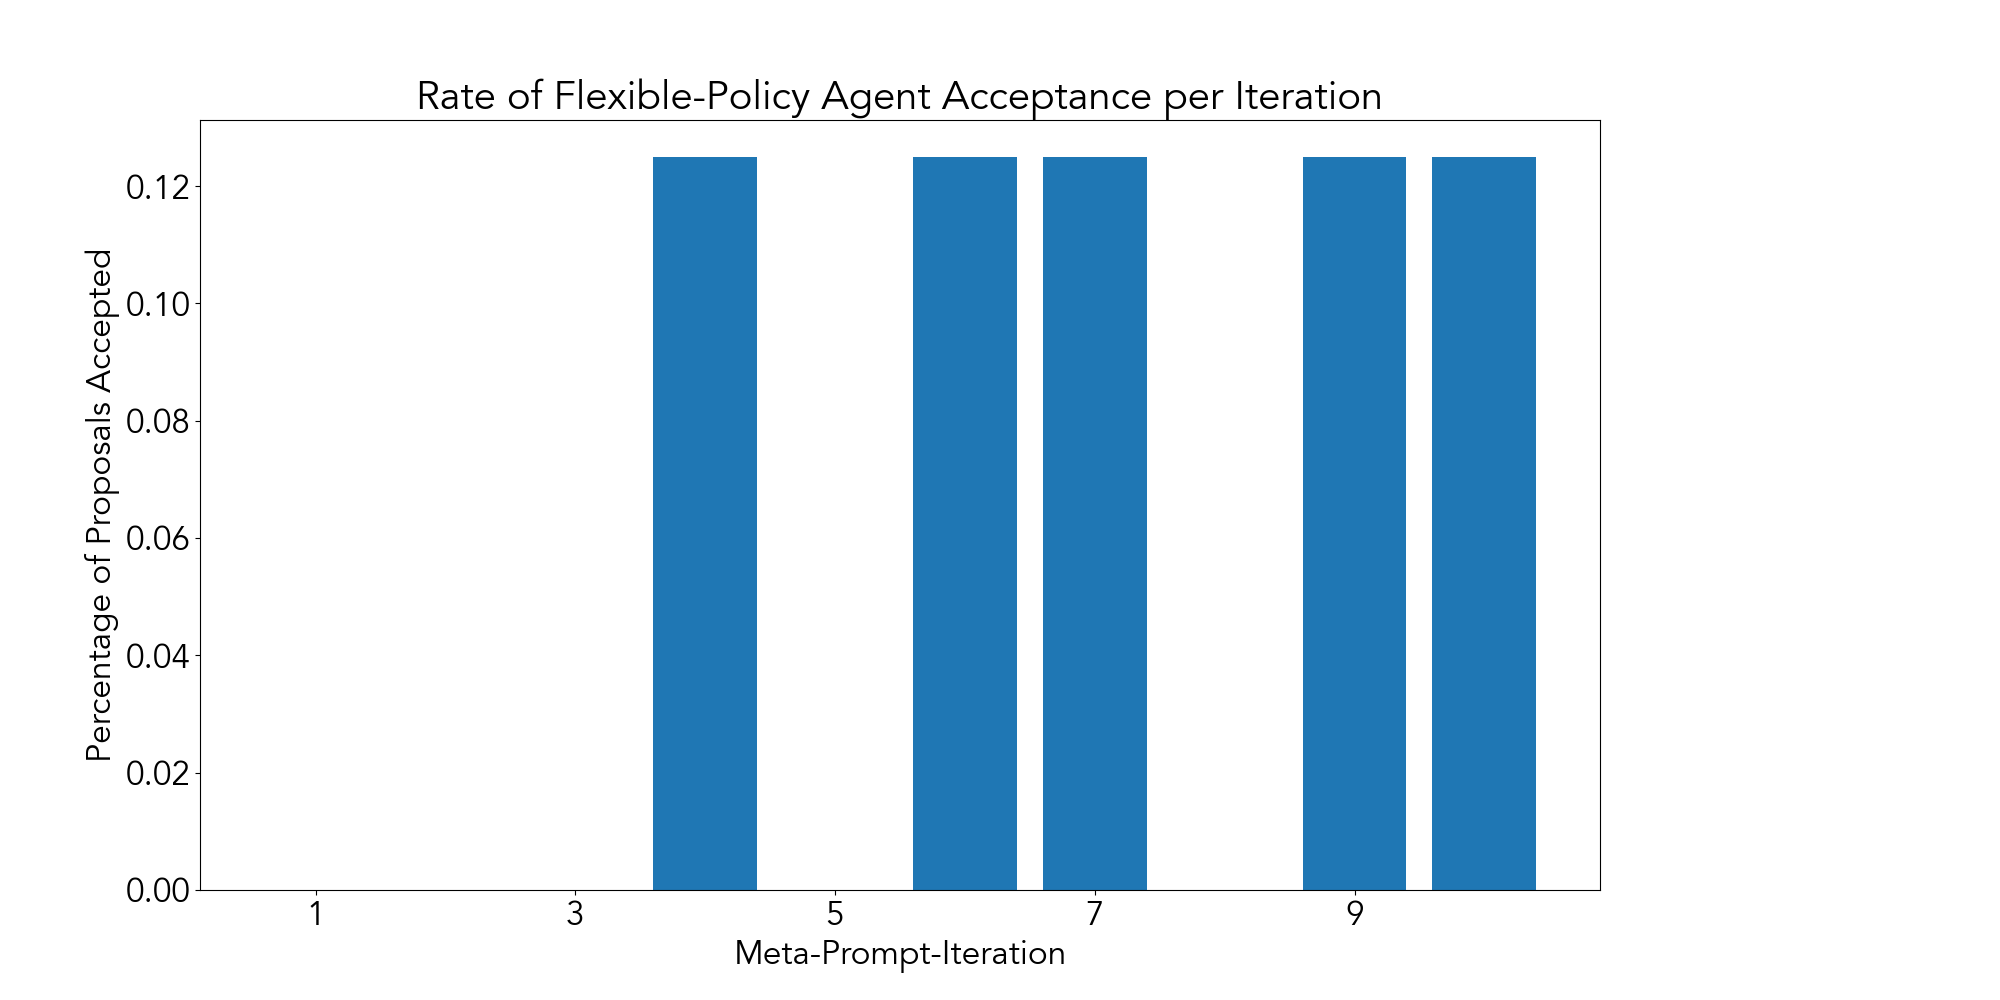 Rate of Flexible-Policy Agent Acceptance per Iteration
Percentage of Proposals Accepted
0.12
0.10
0.08
0.06
0.04
0.02
0.00
1 3 5 7 9
Meta-Prompt-Iteration